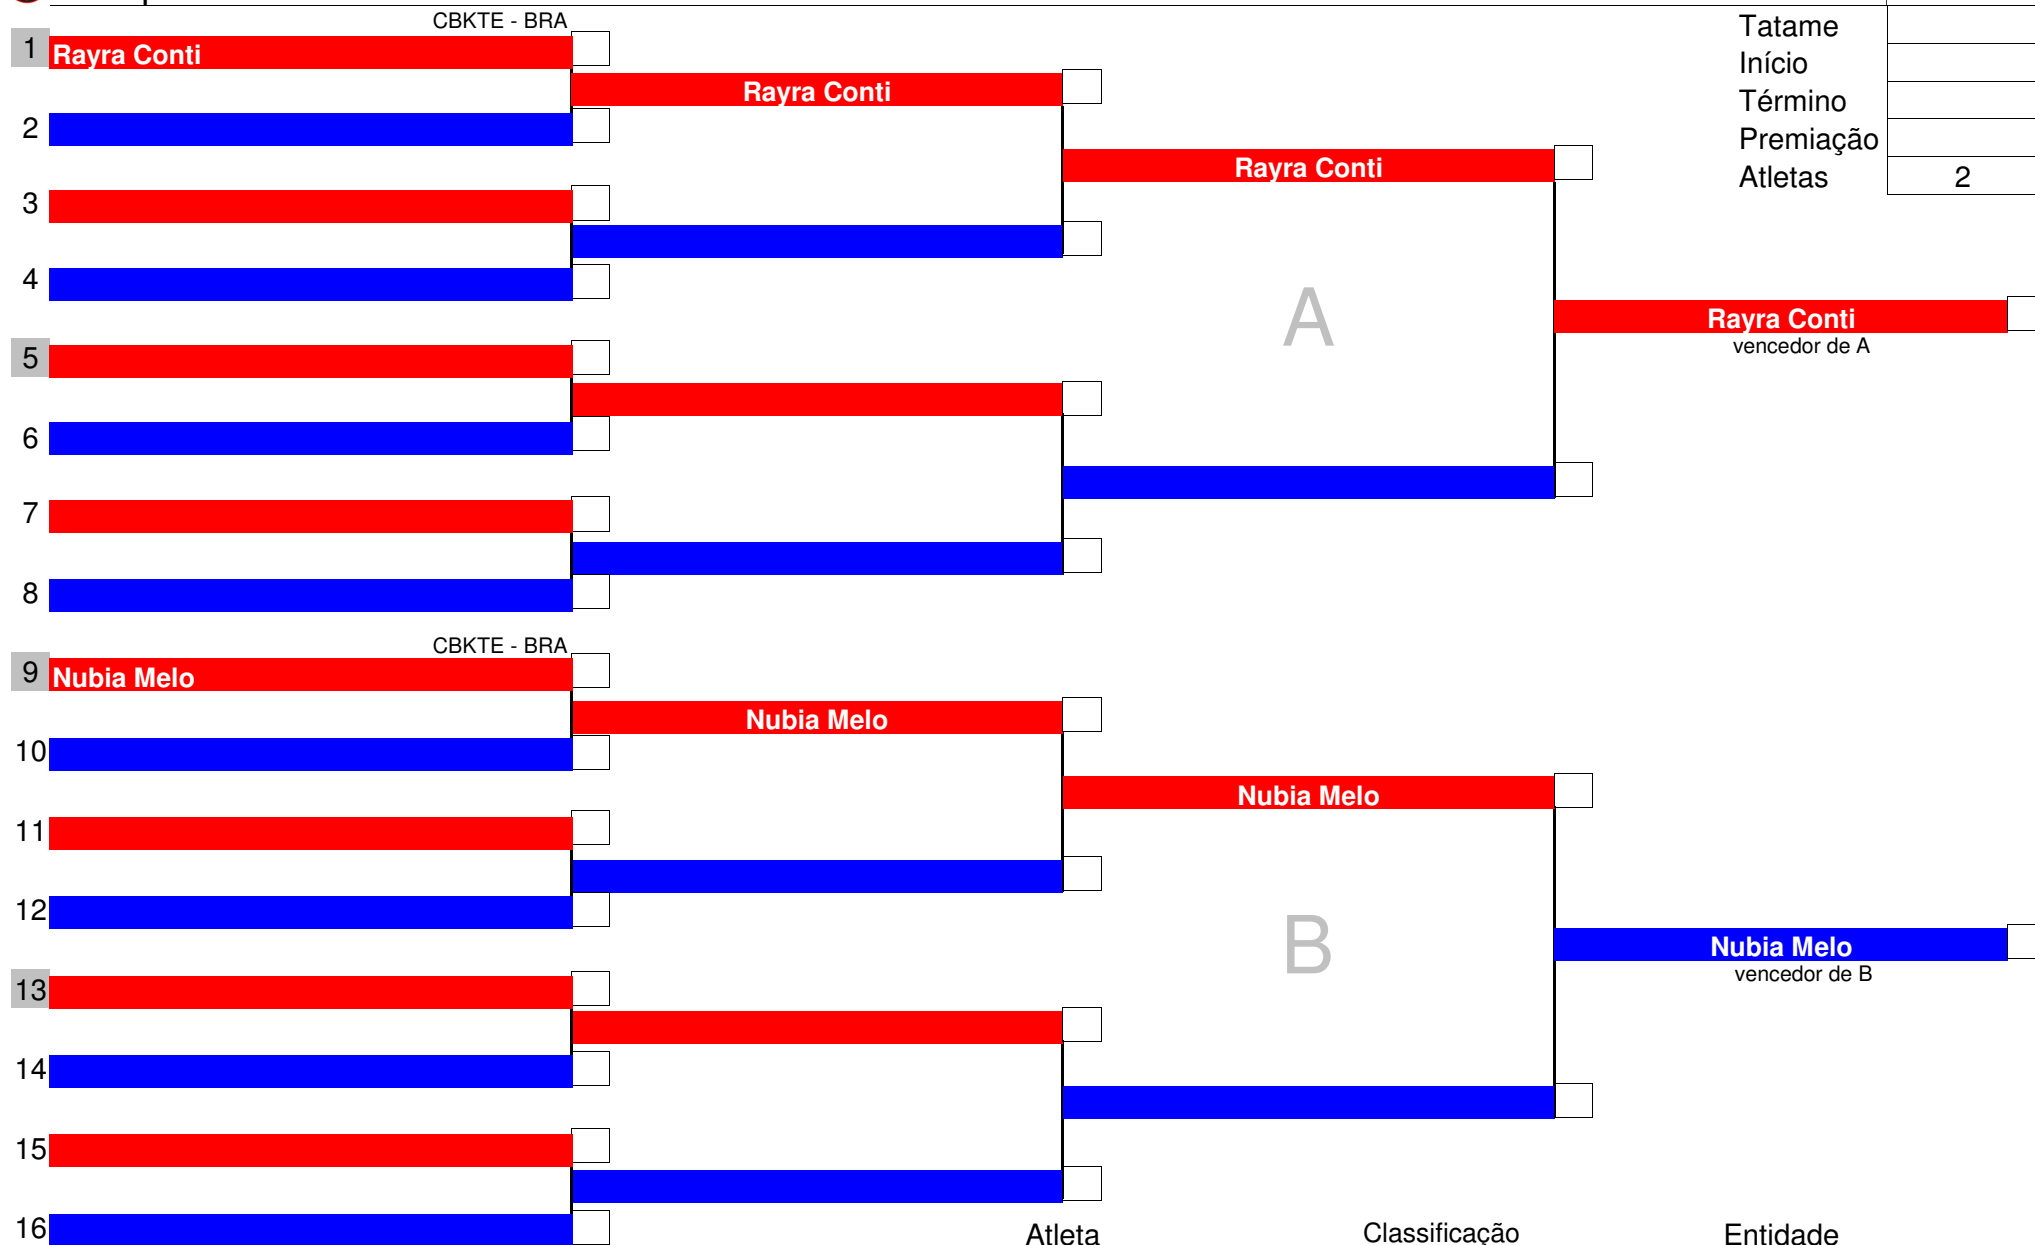 CBKTE - BRA
Tatame
1 Rayra Conti
Início
Rayra Conti
Término
2
Premiação
Rayra Conti
Atletas 2
3
4
A
Rayra Conti
vencedor de A
5
6
7
8
CBKTE - BRA
9 Nubia Melo
Nubia Melo
10
Nubia Melo
11
12
B
Nubia Melo
vencedor de B
13
14
15
16
Atleta Classificação Entidade